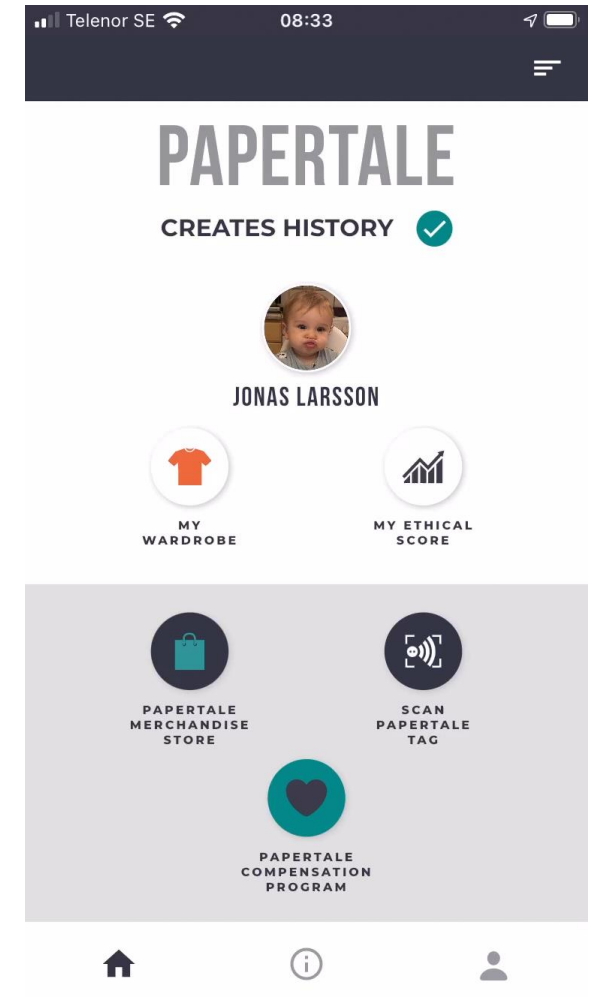 Telenor SE 08:33
PAPERTALE
CREATES HISTORY
JONAS LARSSON
MY
WARDROBE
MY ETHICAL
SCORE
PAPERTALE
MERCHANDISE
STORE
SCAN
PAPERTALE
TAG
PAPERTALE
COMPENSATION
PROGRAM